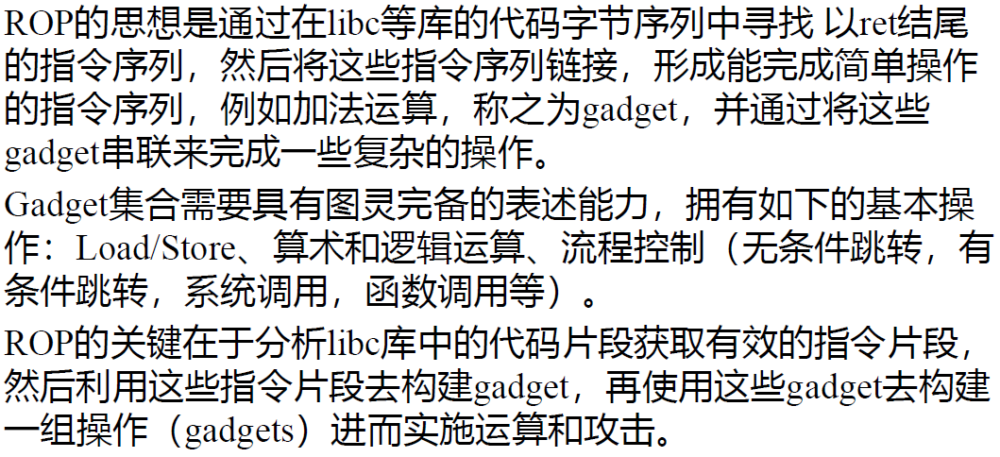 ROP的思想是通过在libc等库的代码字节序列中寻找 以ret结尾
的指令序列，然后将这些指令序列链接，形成能完成简单操作
的指令序列，例如加法运算，称之为gadget，并通过将这些
gadget串联来完成一些复杂的操作。
Gadget集合需要具有图灵完备的表述能力，拥有如下的基本操
作：Load/Store、算术和逻辑运算、流程控制（无条件跳转，有
条件跳转，系统调用，函数调用等）。
ROP的关键在于分析libc库中的代码片段获取有效的指令片段，
然后利用这些指令片段去构建gadget，再使用这些gadget去构建
一组操作（gadgets）进而实施运算和攻击。